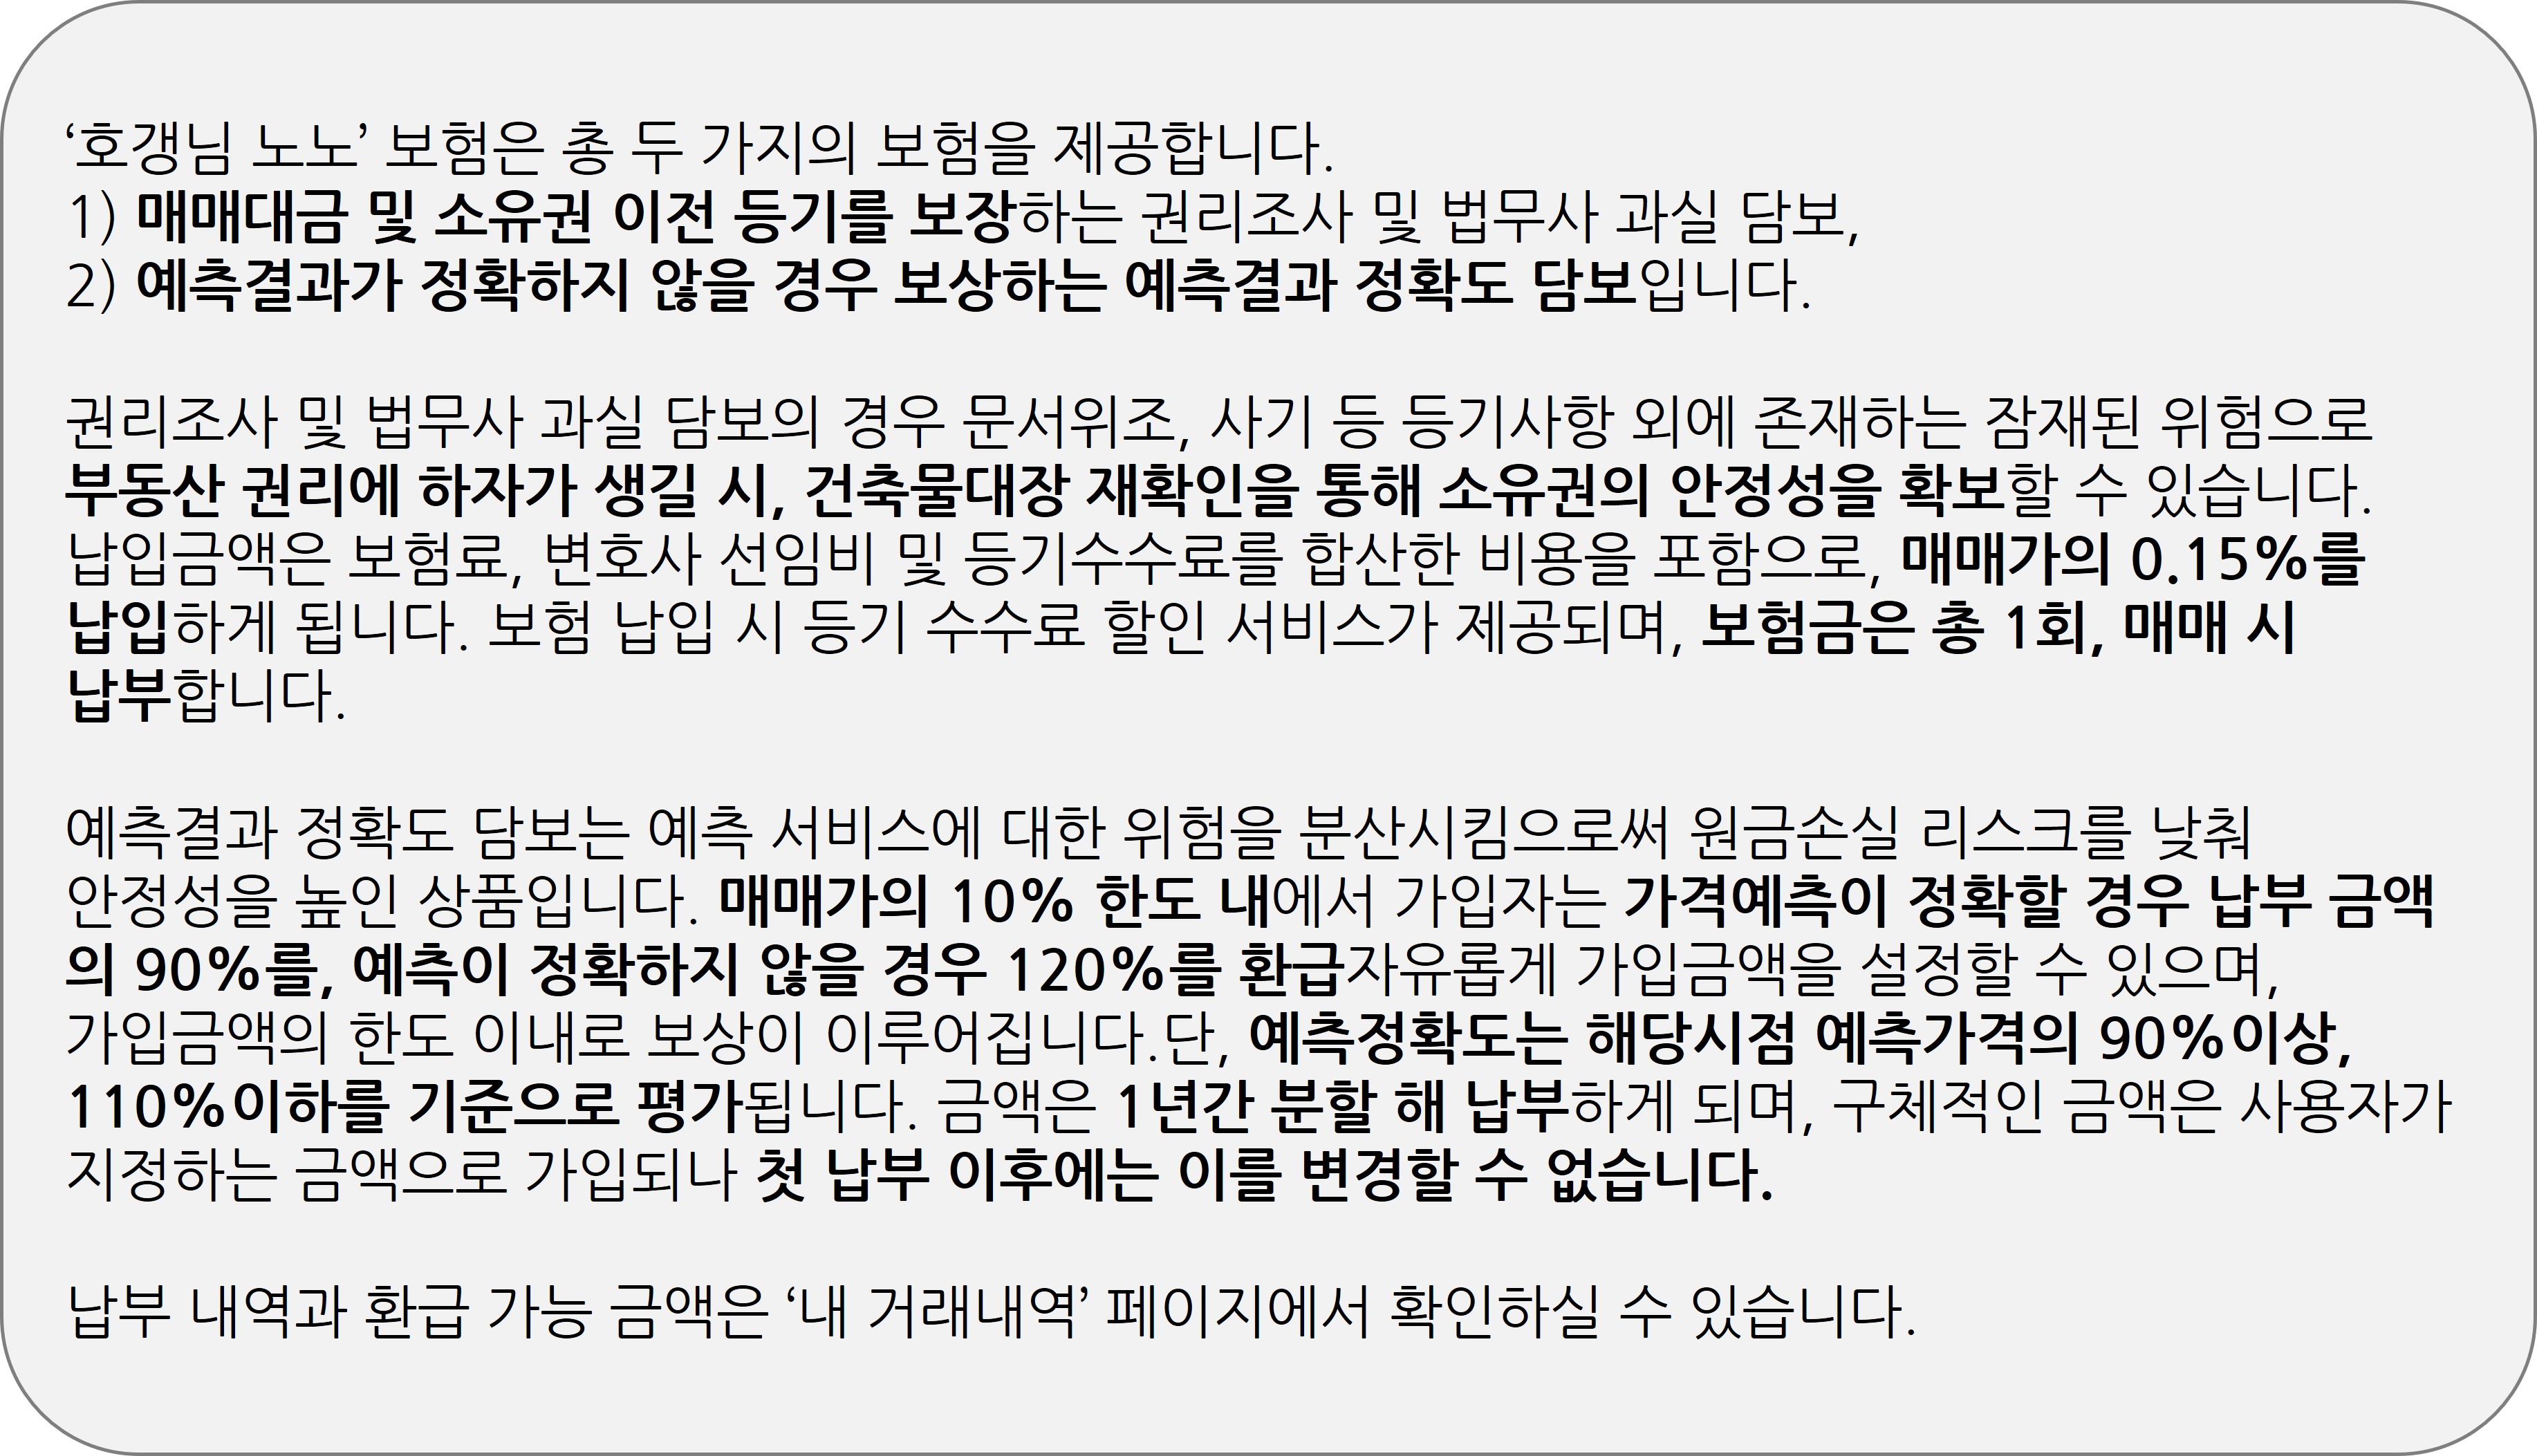 ‘호갱님 노노’ 보험은 총 두 가지의 보험을 제공합니다.
1) 매매대금 및 소유권 이전 등기를 보장하는 권리조사 및 법무사 과실 담보,
2) 예측결과가 정확하지 않을 경우 보상하는 예측결과 정확도 담보입니다.
권리조사 및 법무사 과실 담보의 경우 문서위조, 사기 등 등기사항 외에 존재하는 잠재된 위험으로
부동산 권리에 하자가 생길 시, 건축물대장 재확인을 통해 소유권의 안정성을 확보할 수 있습니다.
납입금액은 보험료, 변호사 선임비 및 등기수수료를 합산한 비용을 포함으로, 매매가의 0.15%를
납입하게 됩니다. 보험 납입 시 등기 수수료 할인 서비스가 제공되며, 보험금은 총 1회, 매매 시
납부합니다.
예측결과 정확도 담보는 예측 서비스에 대한 위험을 분산시킴으로써 원금손실 리스크를 낮춰
안정성을 높인 상품입니다. 매매가의 10% 한도 내에서 가입자는 가격예측이 정확할 경우 납부 금액
의 90%를, 예측이 정확하지 않을 경우 120%를 환급자유롭게 가입금액을 설정할 수 있으며,
가입금액의 한도 이내로 보상이 이루어집니다.단, 예측정확도는 해당시점 예측가격의 90%이상,
110%이하를 기준으로 평가됩니다. 금액은 1년간 분할 해 납부하게 되며, 구체적인 금액은 사용자가
지정하는 금액으로 가입되나 첫 납부 이후에는 이를 변경할 수 없습니다.
납부 내역과 환급 가능 금액은 ‘내 거래내역’ 페이지에서 확인하실 수 있습니다.